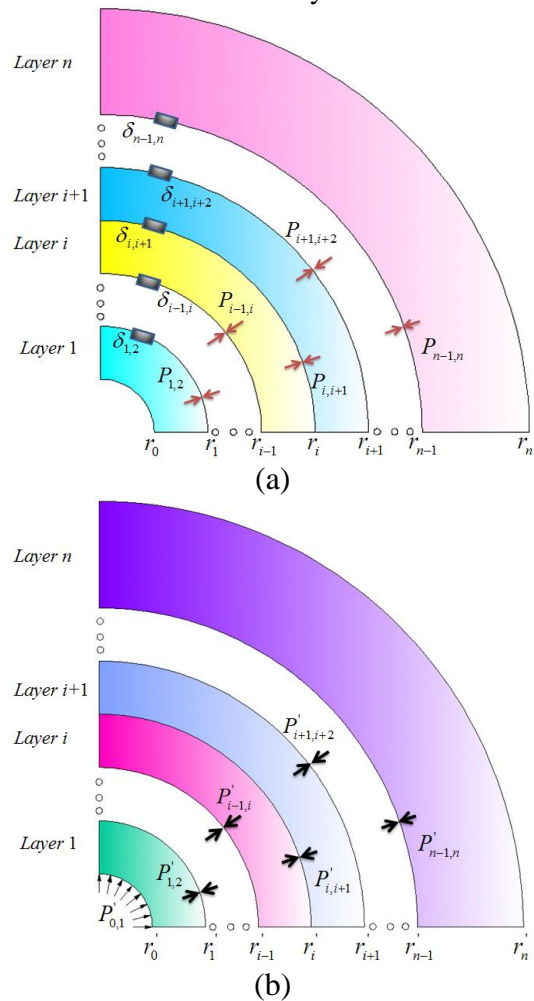 Layer n
δₙ₋₁,ₙ
Layer i+1
δᵢ₊₁,ᵢ₊₂
Pᵢ₊₁,ᵢ₊₂
Layer i
δᵢ,ᵢ₊₁
δᵢ₋₁,ᵢ
Pᵢ₋₁,ᵢ
Layer 1
δ₁,₂
P₁,₂
Pᵢ,ᵢ₊₁
Pₙ₋₁,ₙ
r₀ r₁ rᵢ₋₁ rᵢ rᵢ₊₁ rₙ₋₁ rₙ
(a)
Layer n
Layer i+1
P'ᵢ₊₁,ᵢ₊₂
Layer i
P'ᵢ₋₁,ᵢ
Layer 1
P'₁,₂
P'ᵢ,ᵢ₊₁
P'ₙ₋₁,ₙ
P'₀,₁
r'₀ r'₁ r'ᵢ₋₁ r'ᵢ r'ᵢ₊₁ r'ₙ₋₁ r'ₙ
(b)